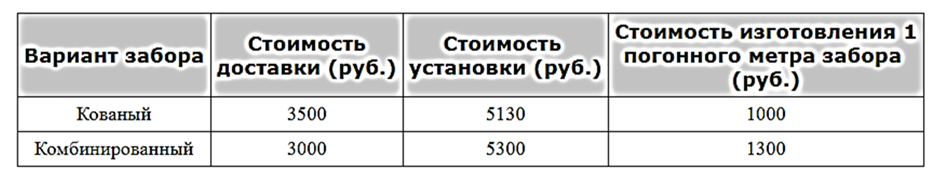 Вариант забора
Стоимость
доставки (руб.)
Стоимость
установки (руб.)
Стоимость изготовления 1
погонного метра забора
(руб.)
Кованый 3500 5130 1000
Комбинированный 3000 5300 1300